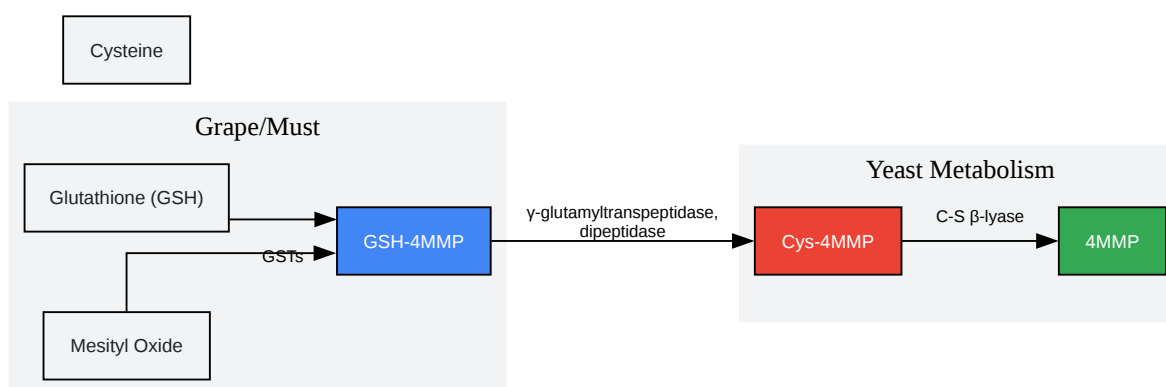 Cysteine
Grape/Must
Yeast Metabolism
Glutathione (GSH)
γ-glutamyltranspeptidase,
dipeptidase
C-S β-lyase
GSH-4MMP
Cys-4MMP
4MMP
GSTs
Mesityl Oxide